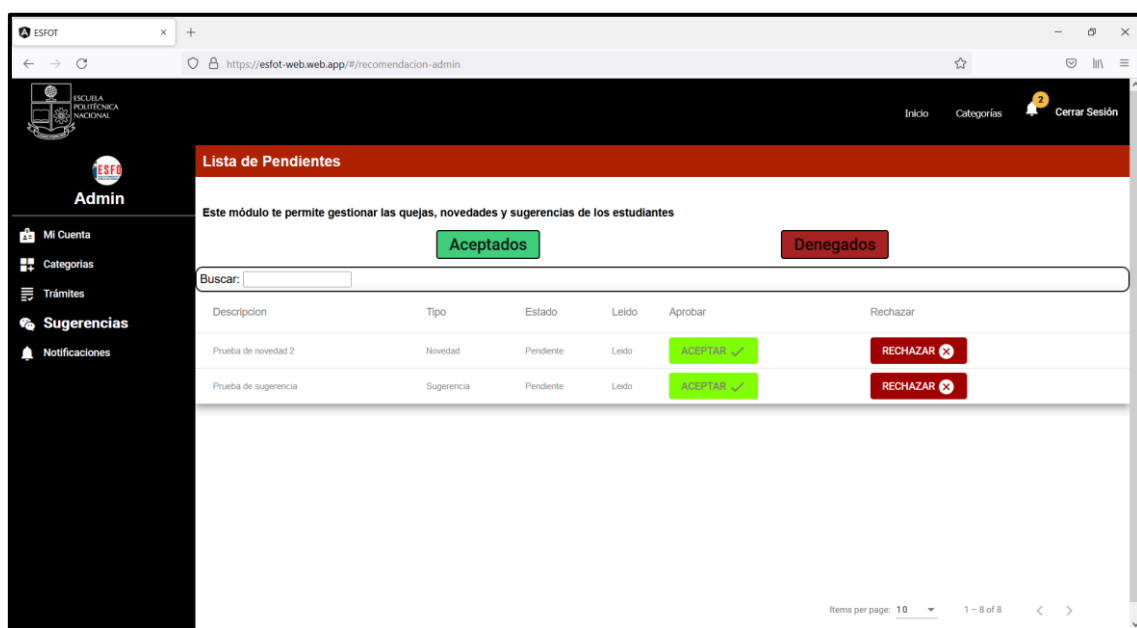 ESFOT
https://esfot-web.web.app/#/recomendacion-admin
ESCUELA
POLITÉCNICA
NACIONAL
Inicio Categorías 2 Cerrar Sesión
ESFO
Admin
Mi Cuenta
Categorias
Trámites
Sugerencias
Notificaciones
Lista de Pendientes
Este módulo te permite gestionar las quejas, novedades y sugerencias de los estudiantes
Aceptados Denegados
Buscar:
Descripcion Tipo Estado Leido Aprobar Rechazar
Prueba de novedad 2 Novedad Pendiente Leido ACEPTAR RECHAZAR
Prueba de sugerencia Sugerencia Pendiente Leido ACEPTAR RECHAZAR
Items per page: 10 1 – 8 of 8